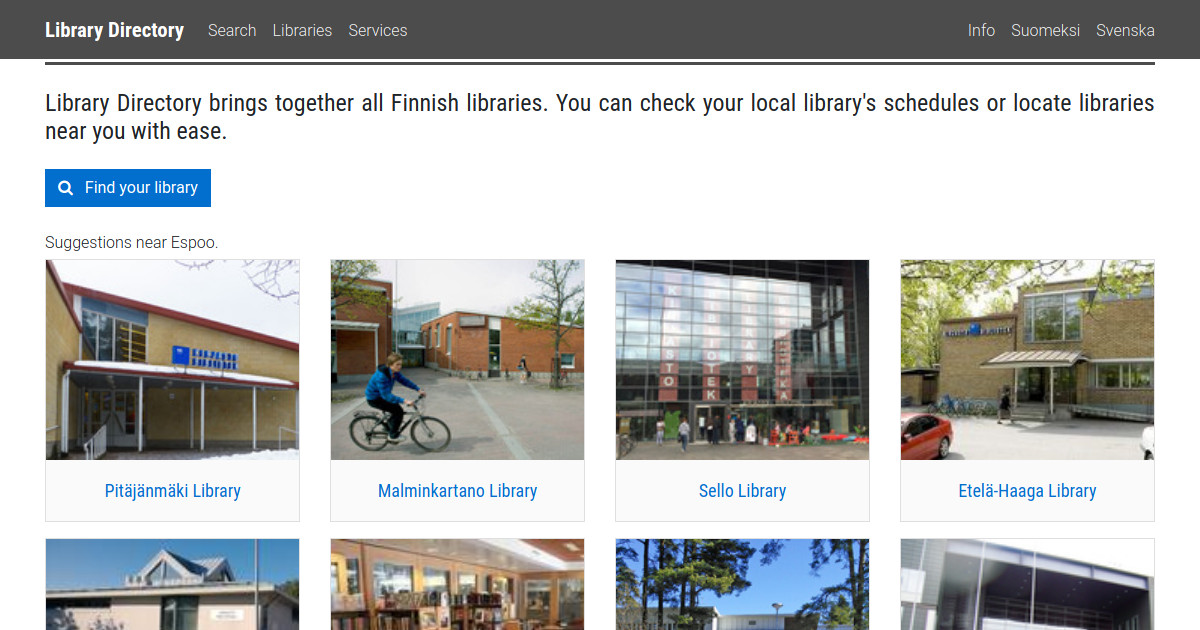 Library Directory Search Libraries Services Info Suomeksi Svenska
Library Directory brings together all Finnish libraries. You can check your local library's schedules or locate libraries
near you with ease.
Find your library
Suggestions near Espoo.
Pitäjänmäki Library Malminkartano Library Sello Library Etelä-Haaga Library